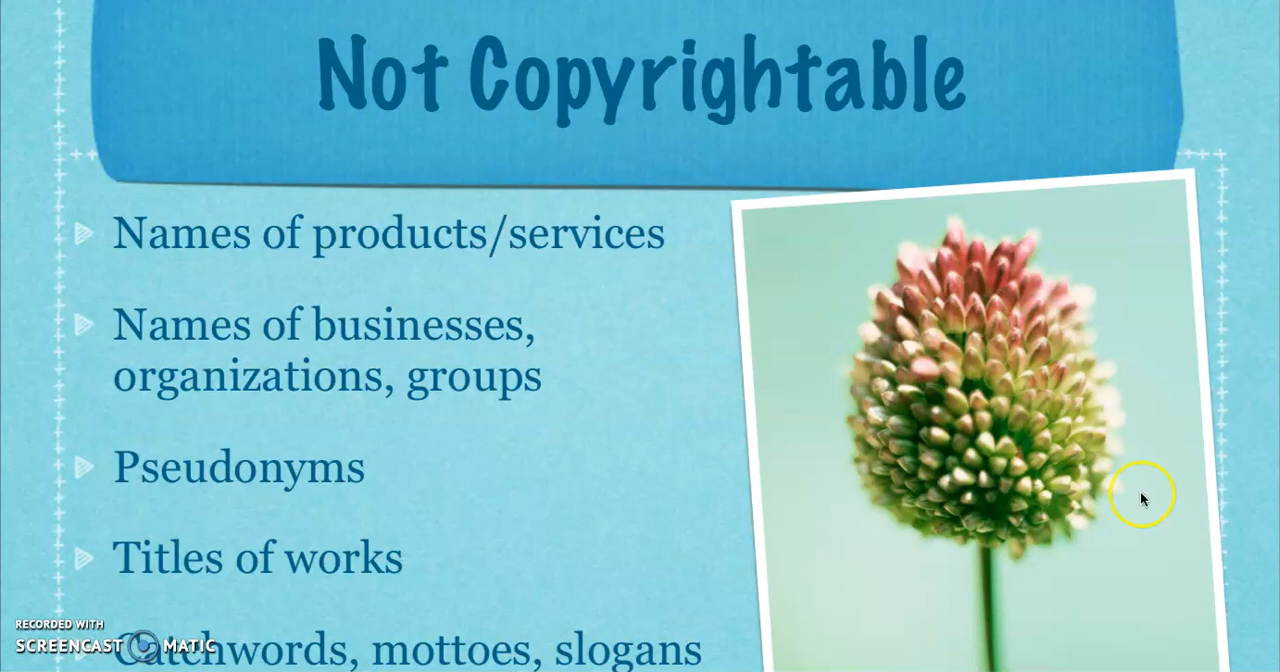 Not Copyrightable
Names of products/services
Names of businesses,
organizations, groups
Pseudonyms
Titles of works
Catchwords, mottoes, slogans
RECORDED WITH
SCREENCAST MATIC